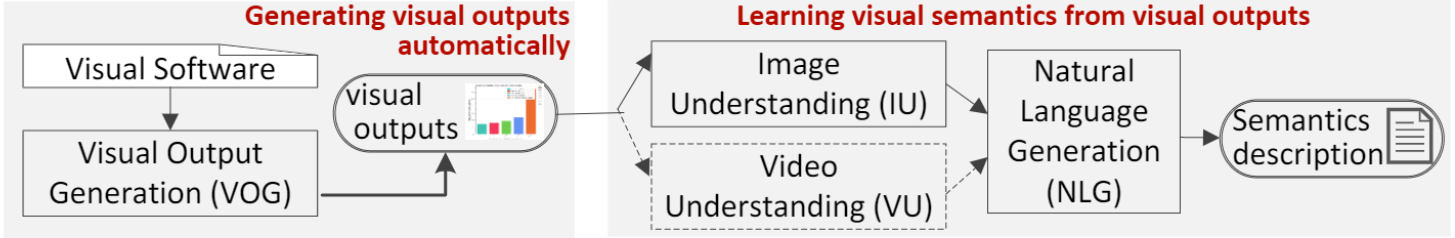 Generating visual outputs
automatically
Visual Software
Visual Output
Generation (VOG)
visual
outputs
Learning visual semantics from visual outputs
Image
Understanding (IU)
Video
Understanding (VU)
Natural
Language
Generation
(NLG)
Semantics
description